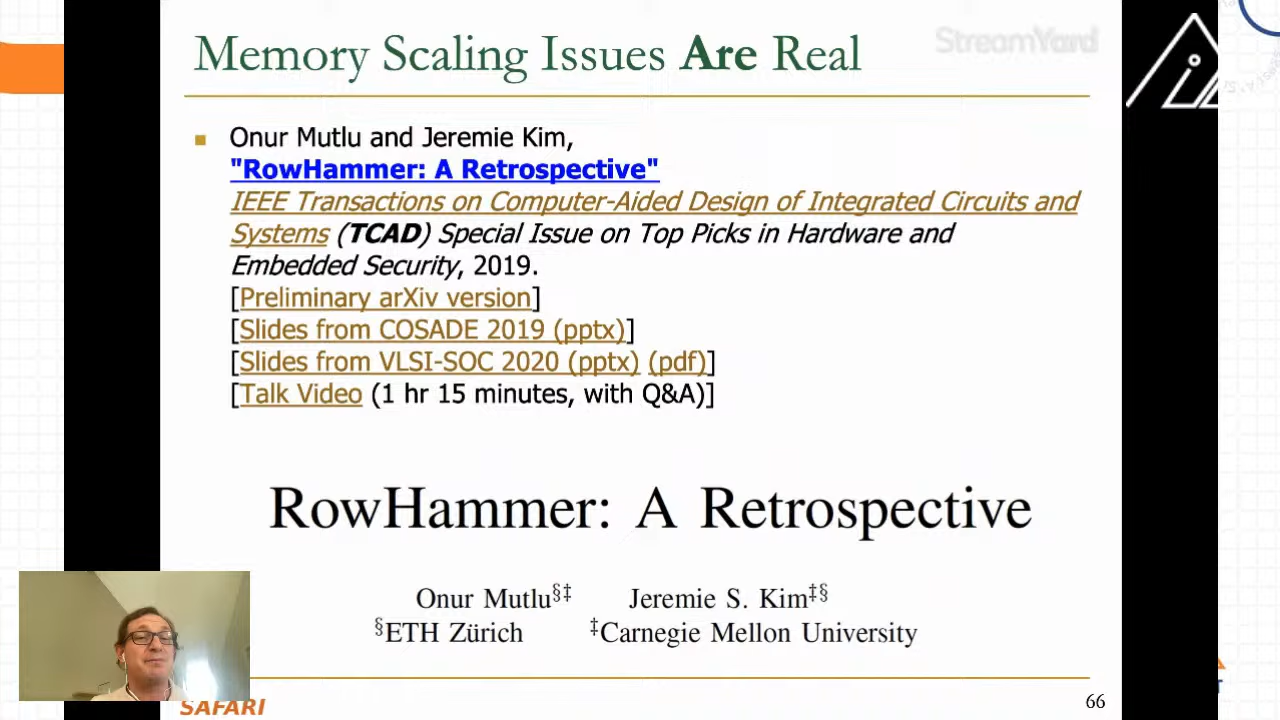 Memory Scaling Issues Are Real
StreamYard
Onur Mutlu and Jeremie Kim,
"RowHammer: A Retrospective"
IEEE Transactions on Computer-Aided Design of Integrated Circuits and
Systems (TCAD) Special Issue on Top Picks in Hardware and
Embedded Security, 2019.
[Preliminary arXiv version]
[Slides from COSADE 2019 (pptx)]
[Slides from VLSI-SOC 2020 (pptx) (pdf)]
[Talk Video (1 hr 15 minutes, with Q&A)]
RowHammer: A Retrospective
Onur Mutlu§‡ Jeremie S. Kim‡§
§ETH Zürich ‡Carnegie Mellon University
SAFARI
66